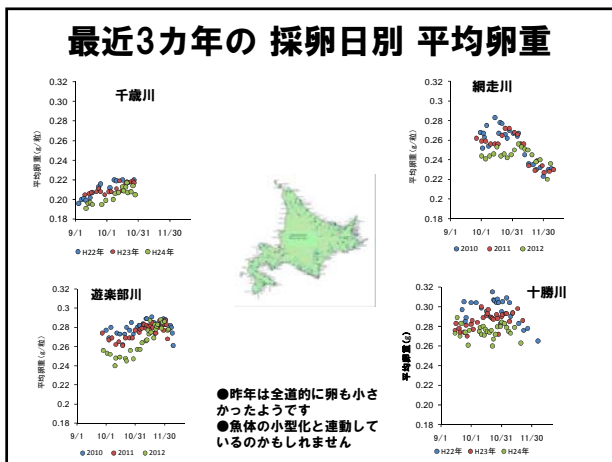 最近3カ年の 採卵日別 平均卵重
千歳川
平均卵重(g/粒)
0.32
0.30
0.28
0.26
0.24
0.22
0.20
0.18
9/1 10/1 10/31 11/30
H22年 H23年 H24年
網走川
平均卵重(g/粒)
0.32
0.3
0.28
0.26
0.24
0.22
0.2
0.18
9/1 10/1 10/31 11/30
2010 2011 2012
遊楽部川
平均卵重(g/粒)
0.32
0.3
0.28
0.26
0.24
0.22
0.2
0.18
9/1 10/1 10/31 11/30
2010 2011 2012
●昨年は全道的に卵も小さ
かったようです
●魚体の小型化と連動して
いるのかもしれません
十勝川
平均卵重(g)
0.32
0.30
0.28
0.26
0.24
0.22
0.20
0.18
9/1 10/1 10/31 11/30
H22年 H23年 H24年